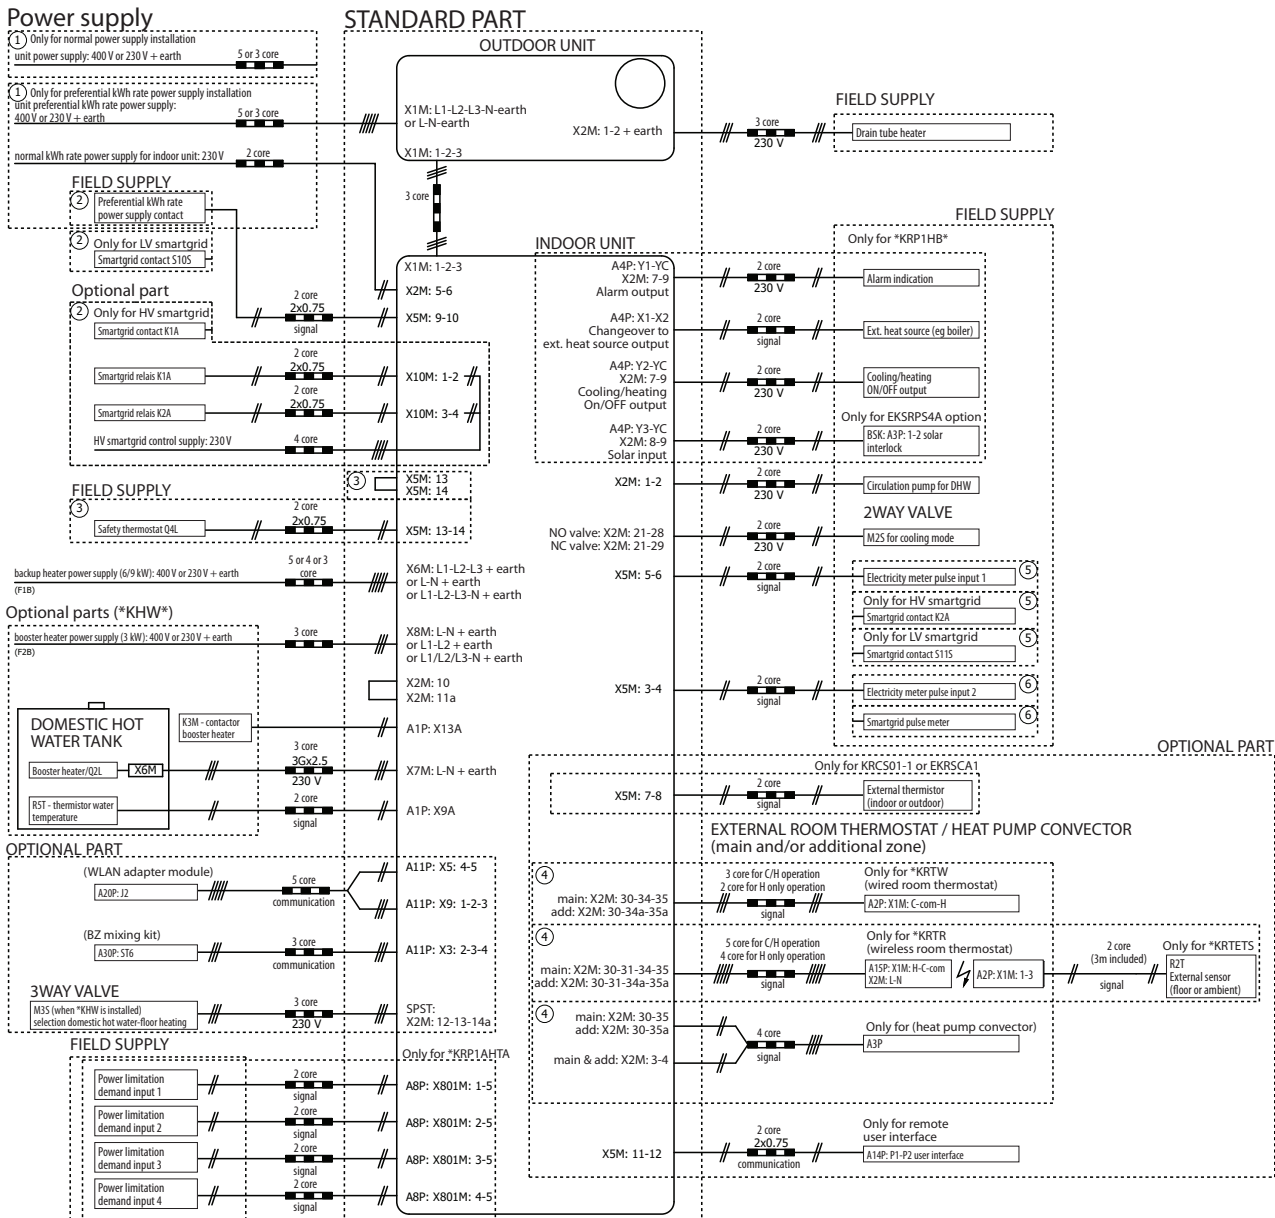 Power supply
1 Only for normal power supply installation
unit power supply: 400 V or 230 V + earth
5 or 3 core
1 Only for preferential kWh rate power supply installation
unit preferential kWh rate power supply:
400 V or 230 V + earth
5 or 3 core
normal kWh rate power supply for indoor unit: 230 V
2 core
FIELD SUPPLY
2
Preferential kWh rate
power supply contact
2 Only for LV smartgrid
Smartgrid contact S10S
Optional part
2 Only for HV smartgrid
Smartgrid contact K1A
2 core
2x0.75
signal
Smartgrid relais K1A
2 core
2x0.75
Smartgrid relais K2A
2 core
2x0.75
HV smartgrid control supply: 230 V
4 core
FIELD SUPPLY
3
Safety thermostat Q4L
2 core
2x0.75
backup heater power supply (6/9 kW): 400 V or 230 V + earth
(F1B)
5 or 4 or 3
core
Optional parts (*KHW*)
booster heater power supply (3 kW): 400 V or 230 V + earth
(F2B)
3 core
DOMESTIC HOT
WATER TANK
K3M - contactor
booster heater
Booster heater/Q2L
X6M
3 core
3Gx2.5
230 V
R5T - thermistor water
temperature
2 core
signal
OPTIONAL PART
(WLAN adapter module)
A20P: J2
5 core
communication
(BZ mixing kit)
A30P: ST6
3 core
communication
3WAY VALVE
M3S (when *KHW is installed)
selection domestic hot water-floor heating
3 core
230 V
FIELD SUPPLY
Power limitation
demand input 1
2 core
signal
Power limitation
demand input 2
2 core
signal
Power limitation
demand input 3
2 core
signal
Power limitation
demand input 4
2 core
signal
STANDARD PART
OUTDOOR UNIT
X1M: L1-L2-L3-N-earth
or L-N-earth
X2M: 1-2 + earth
X1M: 1-2-3
3 core
INDOOR UNIT
X1M: 1-2-3
X2M: 5-6
X5M: 9-10
X10M: 1-2
X10M: 3-4
3
X5M: 13
X5M: 14
X5M: 13-14
X6M: L1-L2-L3 + earth
or L-N + earth
or L1-L2-L3-N + earth
X8M: L-N + earth
or L1-L2 + earth
or L1/L2/L3-N + earth
X2M: 10
X2M: 11a
A1P: X13A
X7M: L-N + earth
A1P: X9A
A11P: X5: 4-5
A11P: X9: 1-2-3
A11P: X3: 2-3-4
SPST:
X2M: 12-13-14a
Only for *KRP1AHTA
A8P: X801M: 1-5
A8P: X801M: 2-5
A8P: X801M: 3-5
A8P: X801M: 4-5
3 core
230 V
FIELD SUPPLY
Drain tube heater
FIELD SUPPLY
Only for *KRP1HB*
A4P: Y1-YC
X2M: 7-9
Alarm output
2 core
230 V
Alarm indication
A4P: X1-X2
Changeover to
ext. heat source output
2 core
signal
Ext. heat source (eg boiler)
A4P: Y2-YC
X2M: 7-9
Cooling/heating
On/OFF output
2 core
230 V
Cooling/heating
ON/OFF output
Only for EKSRPS4A option
A4P: Y3-YC
X2M: 8-9
Solar input
2 core
230 V
BSK: A3P: 1-2 solar
interlock
X2M: 1-2
2 core
230 V
Circulation pump for DHW
2WAY VALVE
NO valve: X2M: 21-28
NC valve: X2M: 21-29
2 core
230 V
M2S for cooling mode
X5M: 5-6
2 core
signal
Electricity meter pulse input 1
5
Only for HV smartgrid
5
Smartgrid contact K2A
Only for LV smartgrid
5
Smartgrid contact S11S
X5M: 3-4
2 core
signal
Electricity meter pulse input 2
6
Smartgrid pulse meter
6
OPTIONAL PART
Only for KRCS01-1 or EKRSCA1
X5M: 7-8
2 core
signal
External thermistor
(indoor or outdoor)
EXTERNAL ROOM THERMOSTAT / HEAT PUMP CONVECTOR
(main and/or additional zone)
4
main: X2M: 30-34-35
add: X2M: 30-34a-35a
3 core for C/H operation
2 core for H only operation
signal
Only for *KRTW
(wired room thermostat)
A2P: X1M: C-com-H
4
main: X2M: 30-31-34-35
add: X2M: 30-31-34a-35a
5 core for C/H operation
4 core for H only operation
signal
Only for *KRTR
(wireless room thermostat)
A15P: X1M: H-C-com
X2M: L-N
A2P: X1M: 1-3
2 core
(3m included)
signal
Only for *KRTETS
R2T
External sensor
(floor or ambient)
4
main: X2M: 30-35
add: X2M: 30-35a
main & add: X2M: 3-4
4 core
signal
Only for (heat pump convector)
A3P
X5M: 11-12
2 core
2x0.75
communication
Only for remote
user interface
A14P: P1-P2 user interface